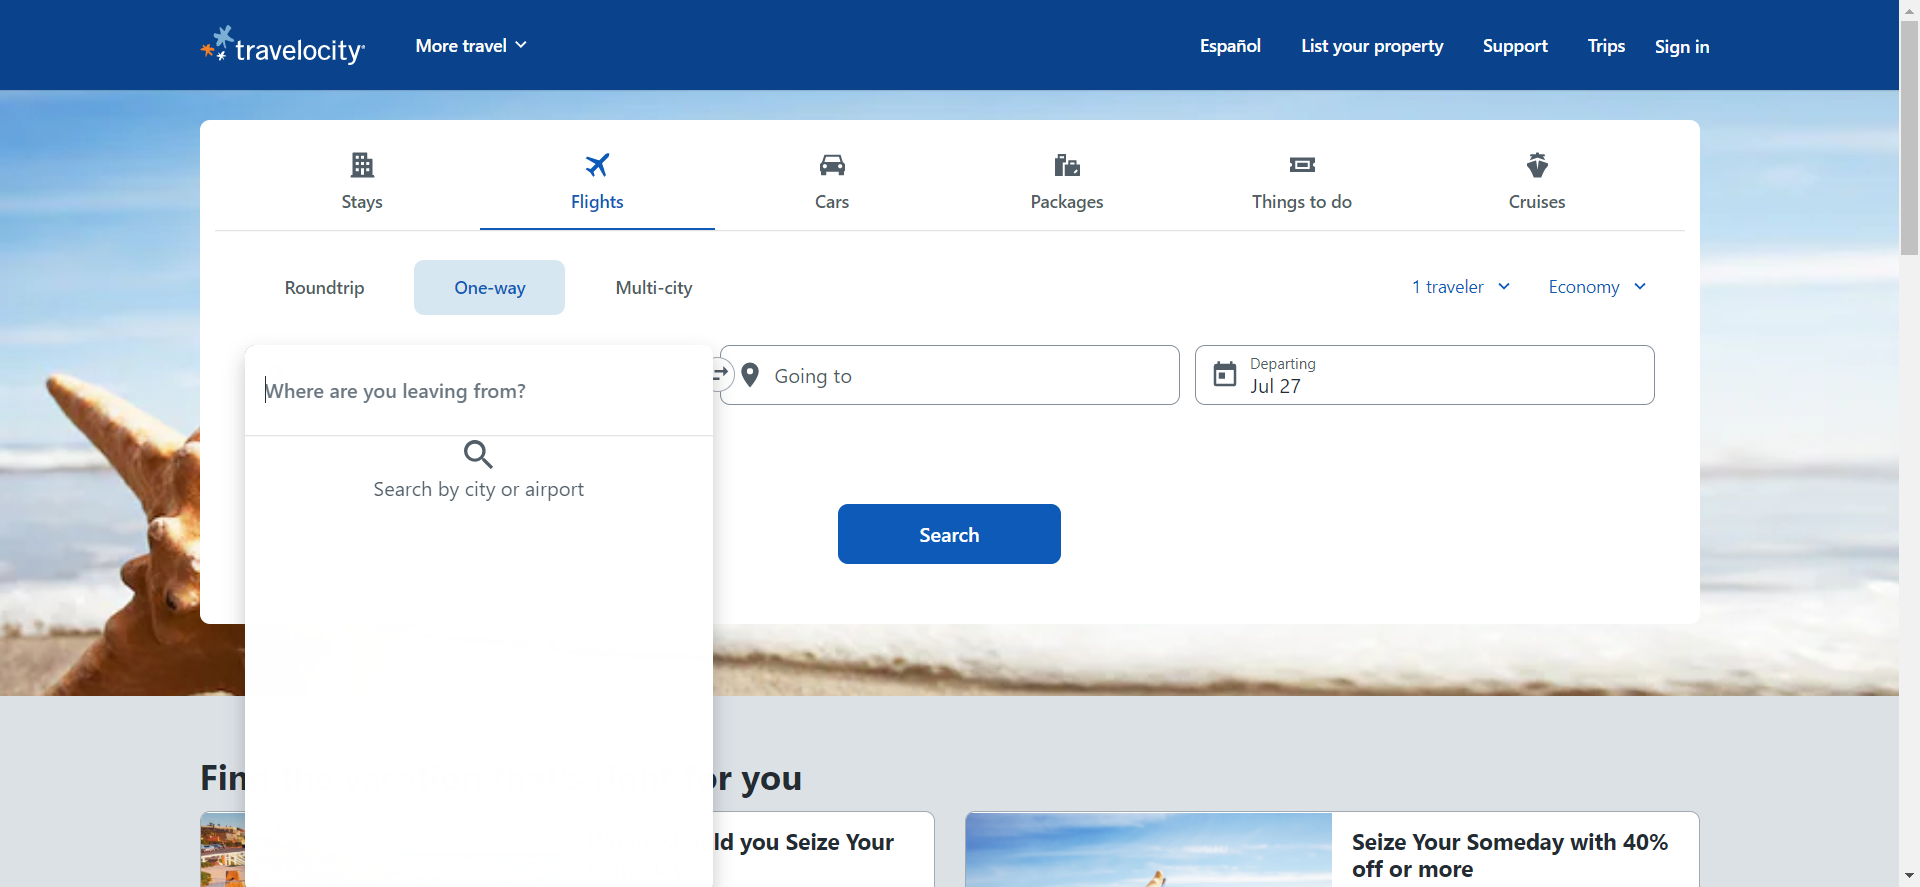 travelocity
More travel
Español
List your property
Support
Trips
Sign in
Stays
Flights
Cars
Packages
Things to do
Cruises
Roundtrip
One-way
Multi-city
1 traveler
Economy
Where are you leaving from?
Search by city or airport
Going to
Departing
Jul 27
Search
Fin
r you
ld you Seize Your
Seize Your Someday with 40%
off or more